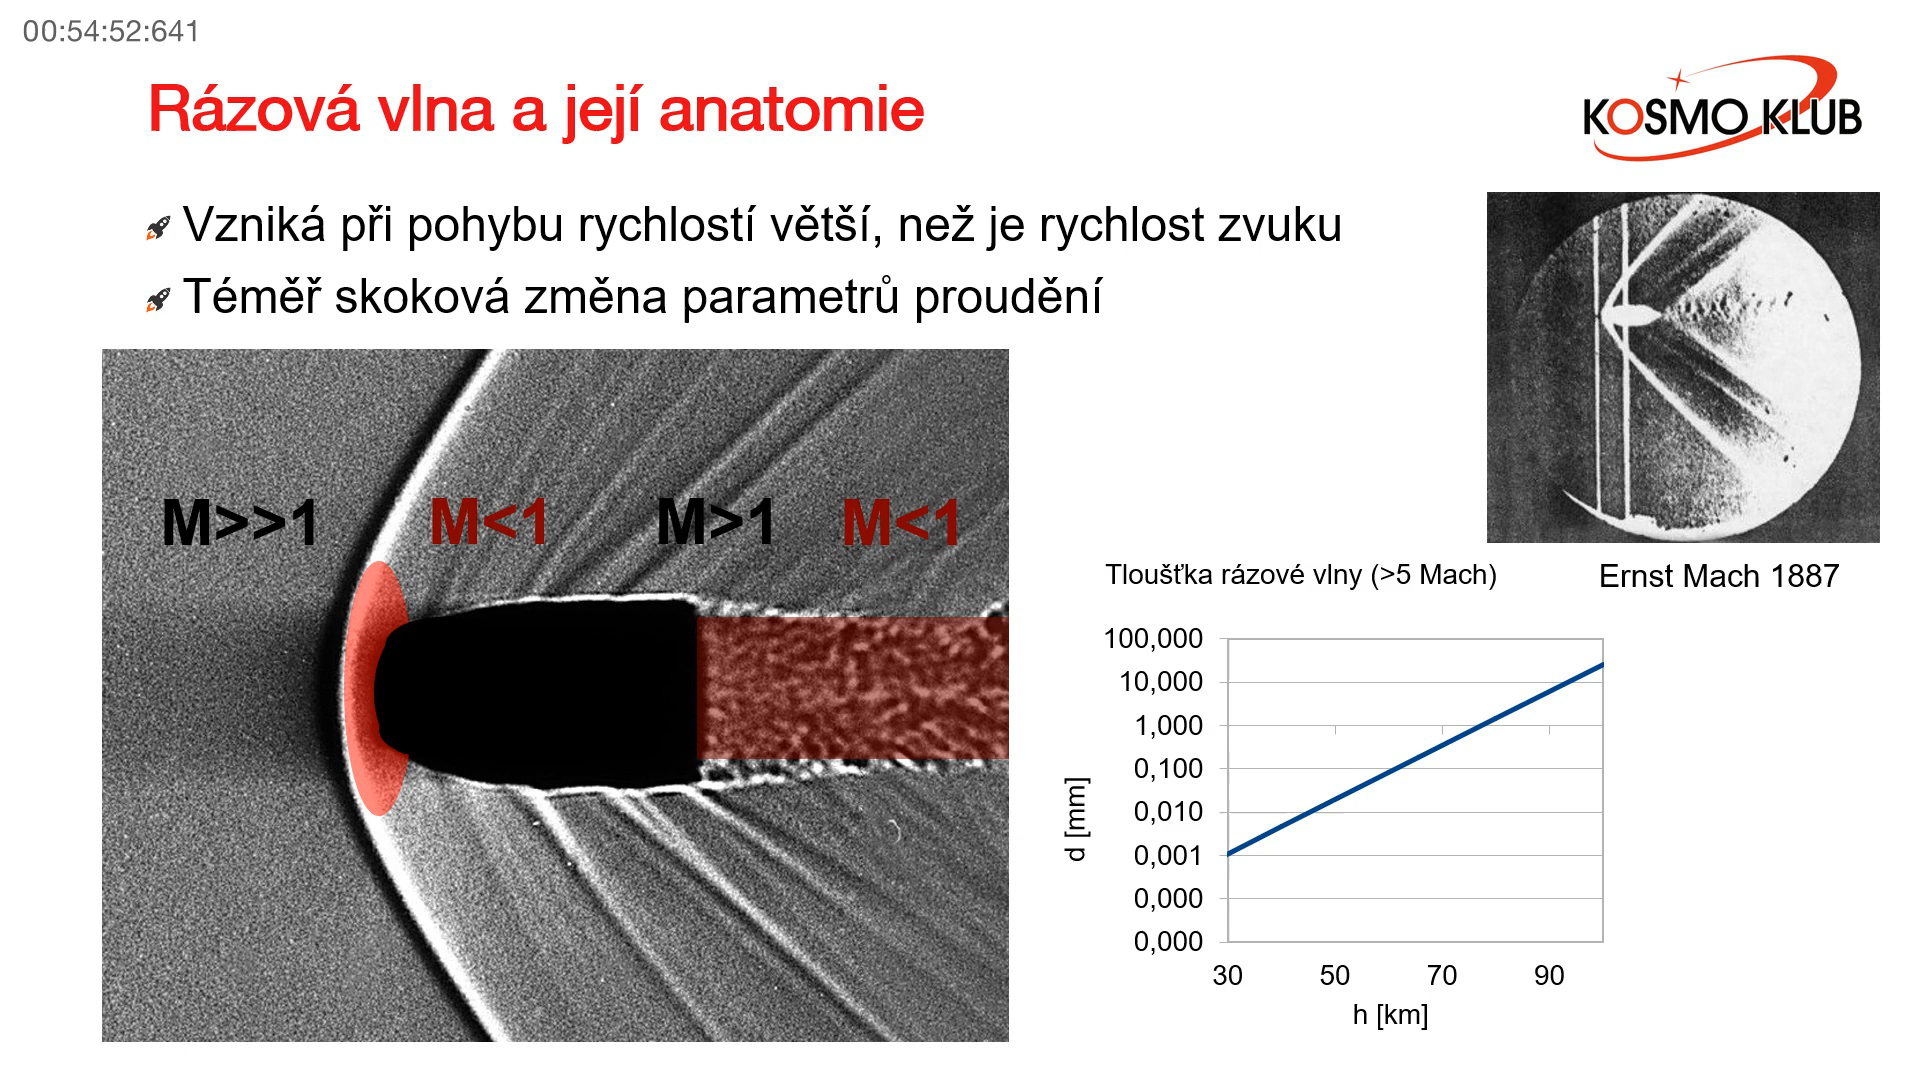 00:54:52:641
Rázová vlna a její anatomie
KOSMO KLUB
Vzniká při pohybu rychlostí větší, než je rychlost zvuku
Téměř skoková změna parametrů proudění
M>>1
M<1
M>1
M<1
Ernst Mach 1887
Tloušťka rázové vlny (>5 Mach)
100,000
10,000
1,000
0,100
0,010
0,001
0,000
0,000
d [mm]
30
50
70
90
h [km]